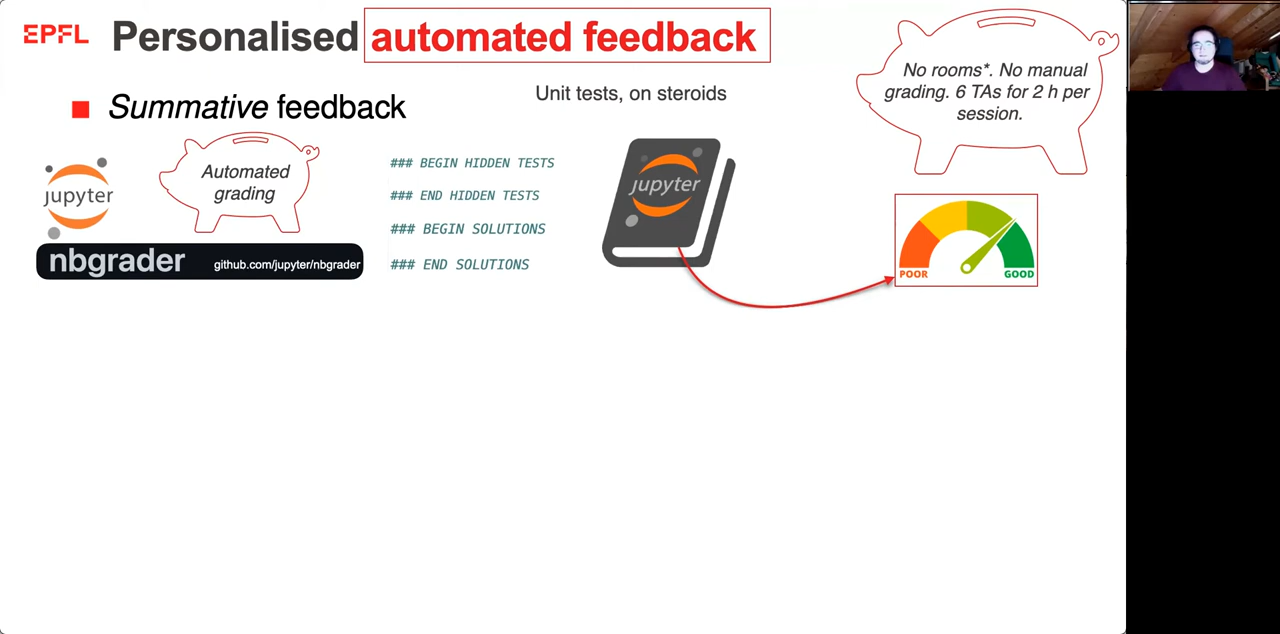 EPFL
Personalised automated feedback
No rooms*. No manual
grading. 6 TAs for 2 h per
session.
Summative feedback
Unit tests, on steroids
Automated
grading
jupyter
nbgrader
github.com/jupyter/nbgrader
### BEGIN HIDDEN TESTS
### END HIDDEN TESTS
### BEGIN SOLUTIONS
### END SOLUTIONS
jupyter
POOR
GOOD